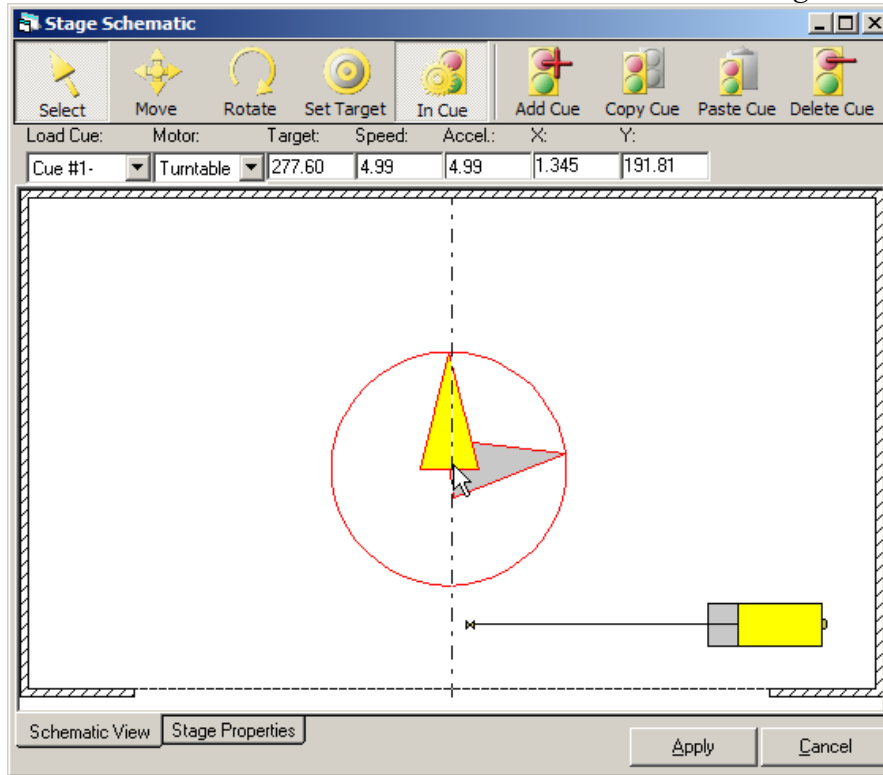 Stage Schematic
Select Move Rotate Set Target In Cue Add Cue Copy Cue Paste Cue Delete Cue
Load Cue: Motor: Target: Speed: Accel.: X: Y:
Cue #1- Turntable 277.60 4.99 4.99 1.345 191.81
Schematic View Stage Properties
Apply Cancel